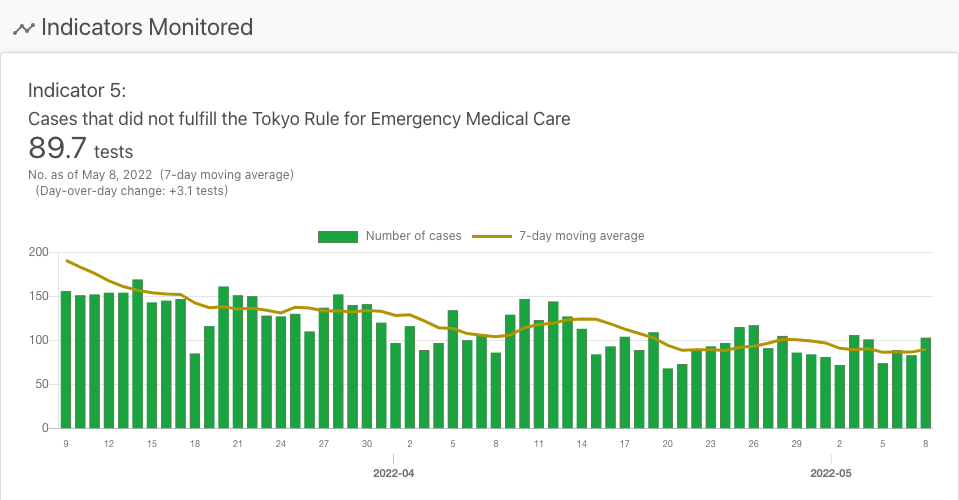 Indicators Monitored
Indicator 5:
Cases that did not fulfill the Tokyo Rule for Emergency Medical Care
89.7 tests
No. as of May 8, 2022 (7-day moving average)
(Day-over-day change: +3.1 tests)
Number of cases 7-day moving average
200
150
100
50
0
9 12 15 18 21 24 27 30 2 5 8 11 14 17 20 23 26 29 2 5 8
2022-04 2022-05